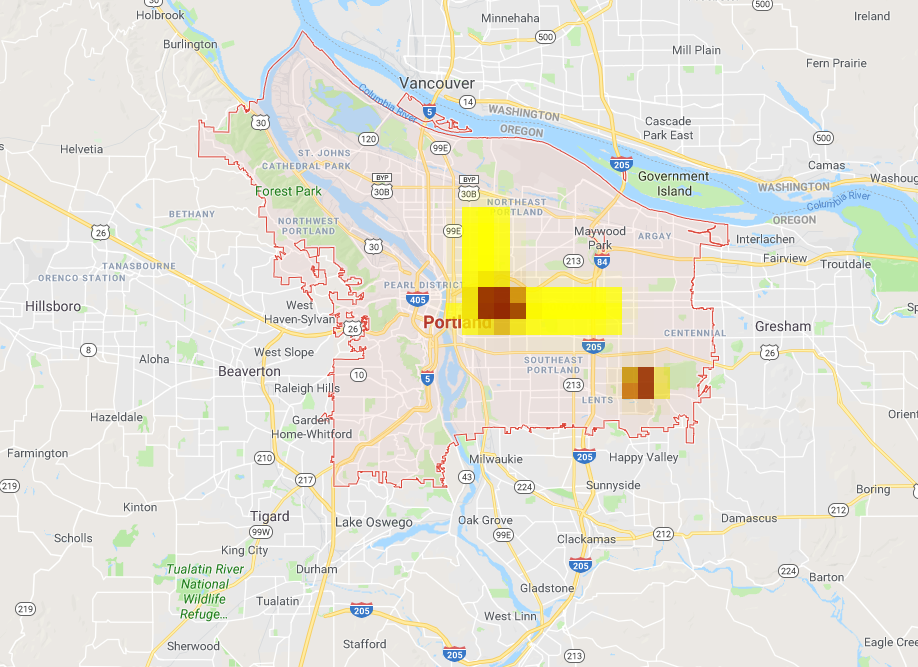 30
Holbrook
Burlington
Minnehaha
500
500
Ireland
Mill Plain
Fern Prairie
Vancouver
Columbia River
14
5
WASHINGTON
OREGON
30
120
99E
Cascade
Park East
500
Helvetia
ST. JOHNS
CATHEDRAL PARK
205
Camas
BYP
30B
BYP
30B
Government
Island
Washoug
WASHINGTON
Columbia River
OREGON
Forest Park
BETHANY
NORTHWEST
PORTLAND
NORTHEAST
PORTLAND
26
30
99E
Maywood
Park
ARGAY
Interlachen
TANASBOURNE
ORENCO STATION
213
84
Fairview
Troutdale
PEARL DISTRICT
405
Hillsboro
West
Haven-Sylvan
26
Portland
Sp
Gresham
CENTENNIAL
8
Aloha
West Slope
205
26
Beaverton
10
5
SOUTHEAST
PORTLAND
213
Raleigh Hills
LENTS
Hazeldale
Garden
Home-Whitford
Orient
Farmington
210
Milwaukie
205
Happy Valley
219
217
43
224
Sunnyside
Boring
Kinton
Tigard
Lake Oswego
Oak Grove
212
Damascus
Scholls
99W
99E
212
Clackamas
King City
205
224
Barton
Tualatin River
National
Wildlife
Refuge...
Durham
Gladstone
219
Tualatin
205
West Linn
Sherwood
Stafford
205
213
Eagle Cree